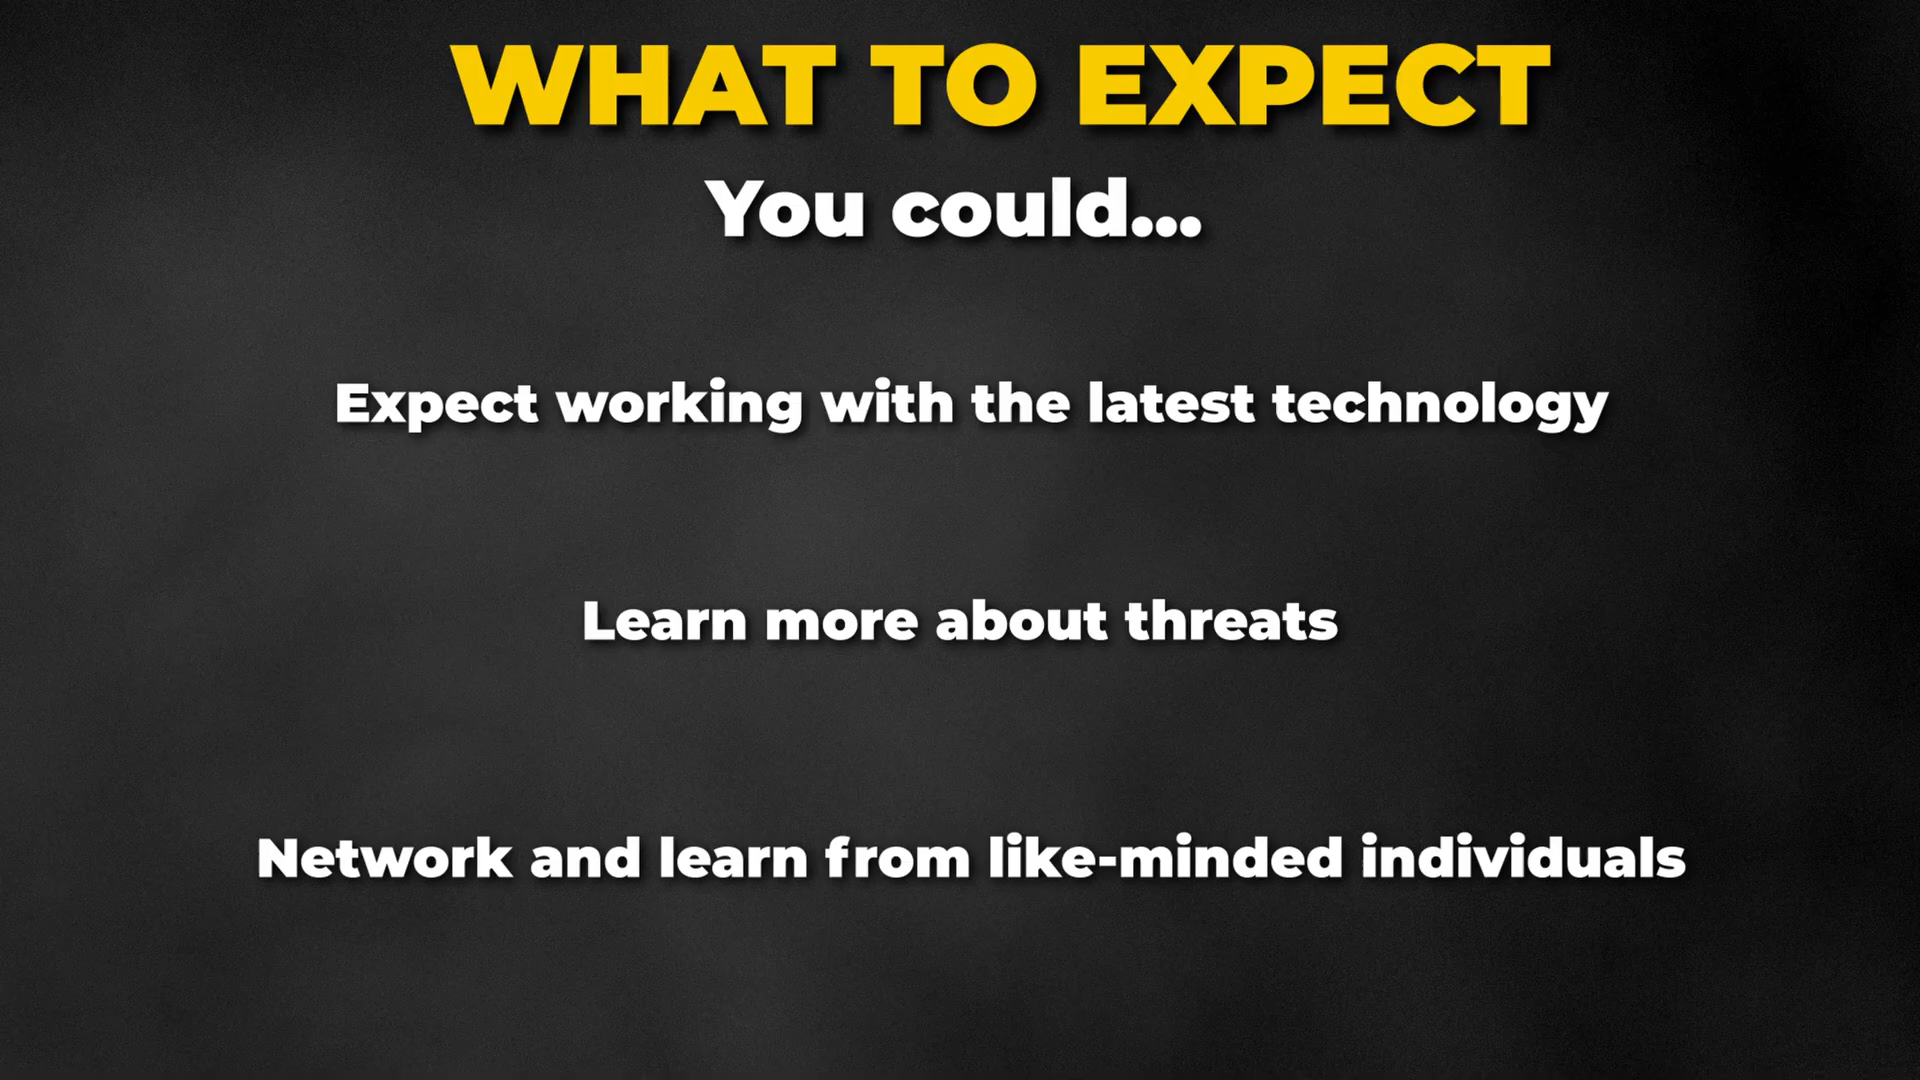 WHAT TO EXPECT
You could...
Expect working with the latest technology
Learn more about threats
Network and learn from like-minded individuals